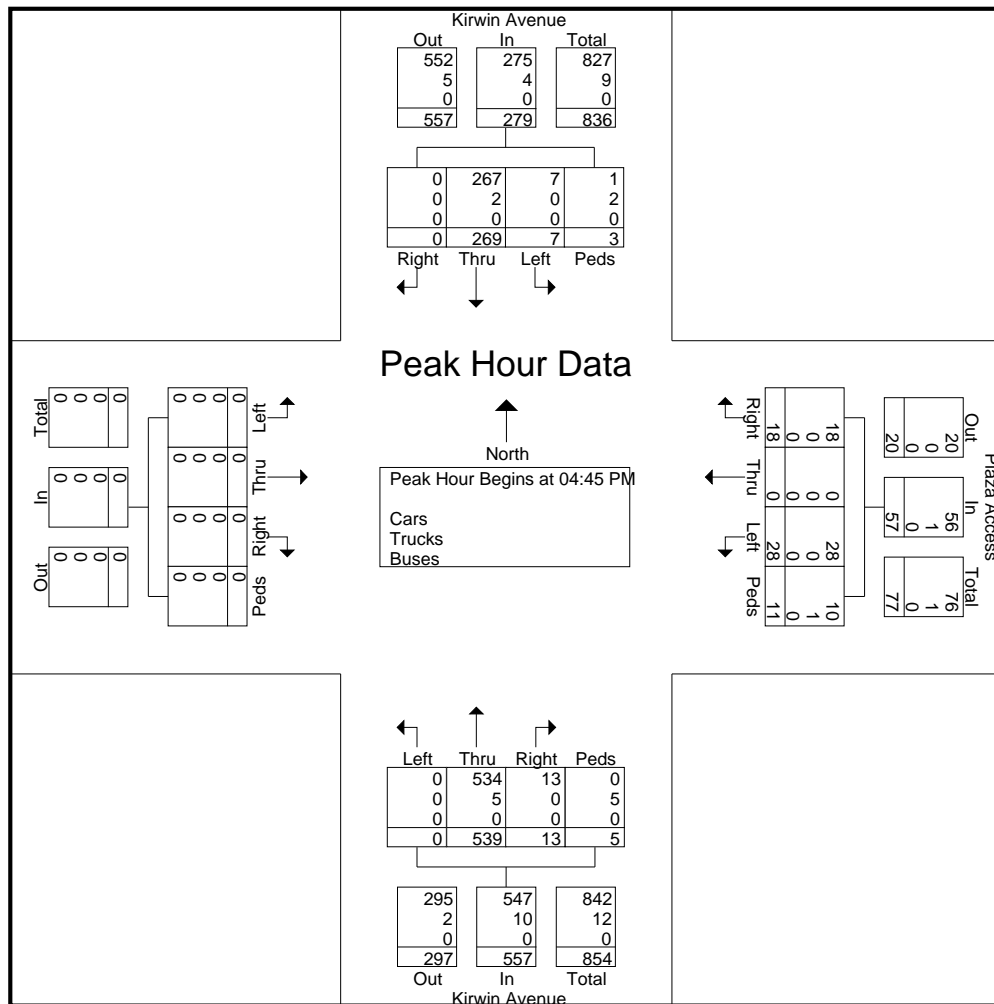 Kirwin Avenue
Out In Total
552 275 827
5 4 9
0 0 0
557 279 836
0 267 7 1
0 2 0 2
0 0 0 0
0 269 7 3
Right Thru Left Peds
Peak Hour Data
North
Peak Hour Begins at 04:45 PM
Cars
Trucks
Buses
Total
0 0 0 0
In
0 0 0 0
Out
0 0 0 0
Left
0 0 0 0
Thru
0 0 0 0
Right
0 0 0 0
Peds
0 0 0 0
Right
18 0 0 18
Thru
0 0 0 0
Left
28 0 0 28
Peds
10 1 0 11
Plaza Access
Out
20 0 0 20
In
56 1 0 57
Total
76 1 0 77
Left Thru Right Peds
0 534 13 0
0 5 0 5
0 0 0 0
0 539 13 5
295 547 842
2 10 12
0 0 0
297 557 854
Out In Total
Kirwin Avenue